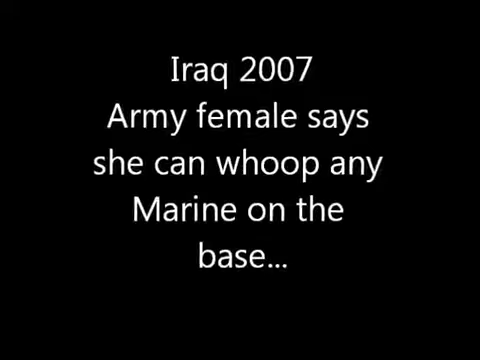 Iraq 2007
Army female says
she can whoop any
Marine on the
base...